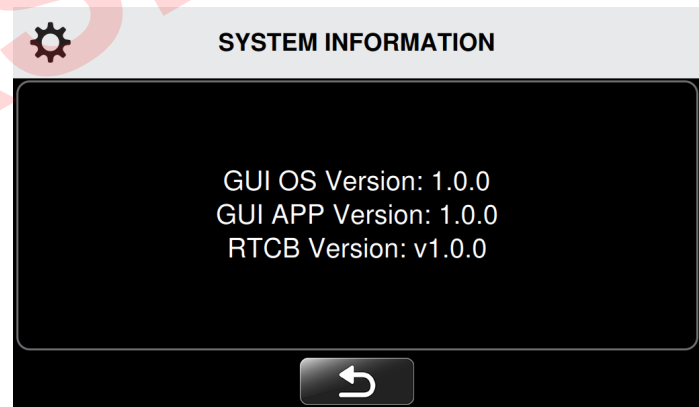 SYSTEM INFORMATION
GUI OS Version: 1.0.0
GUI APP Version: 1.0.0
RTCB Version: v1.0.0